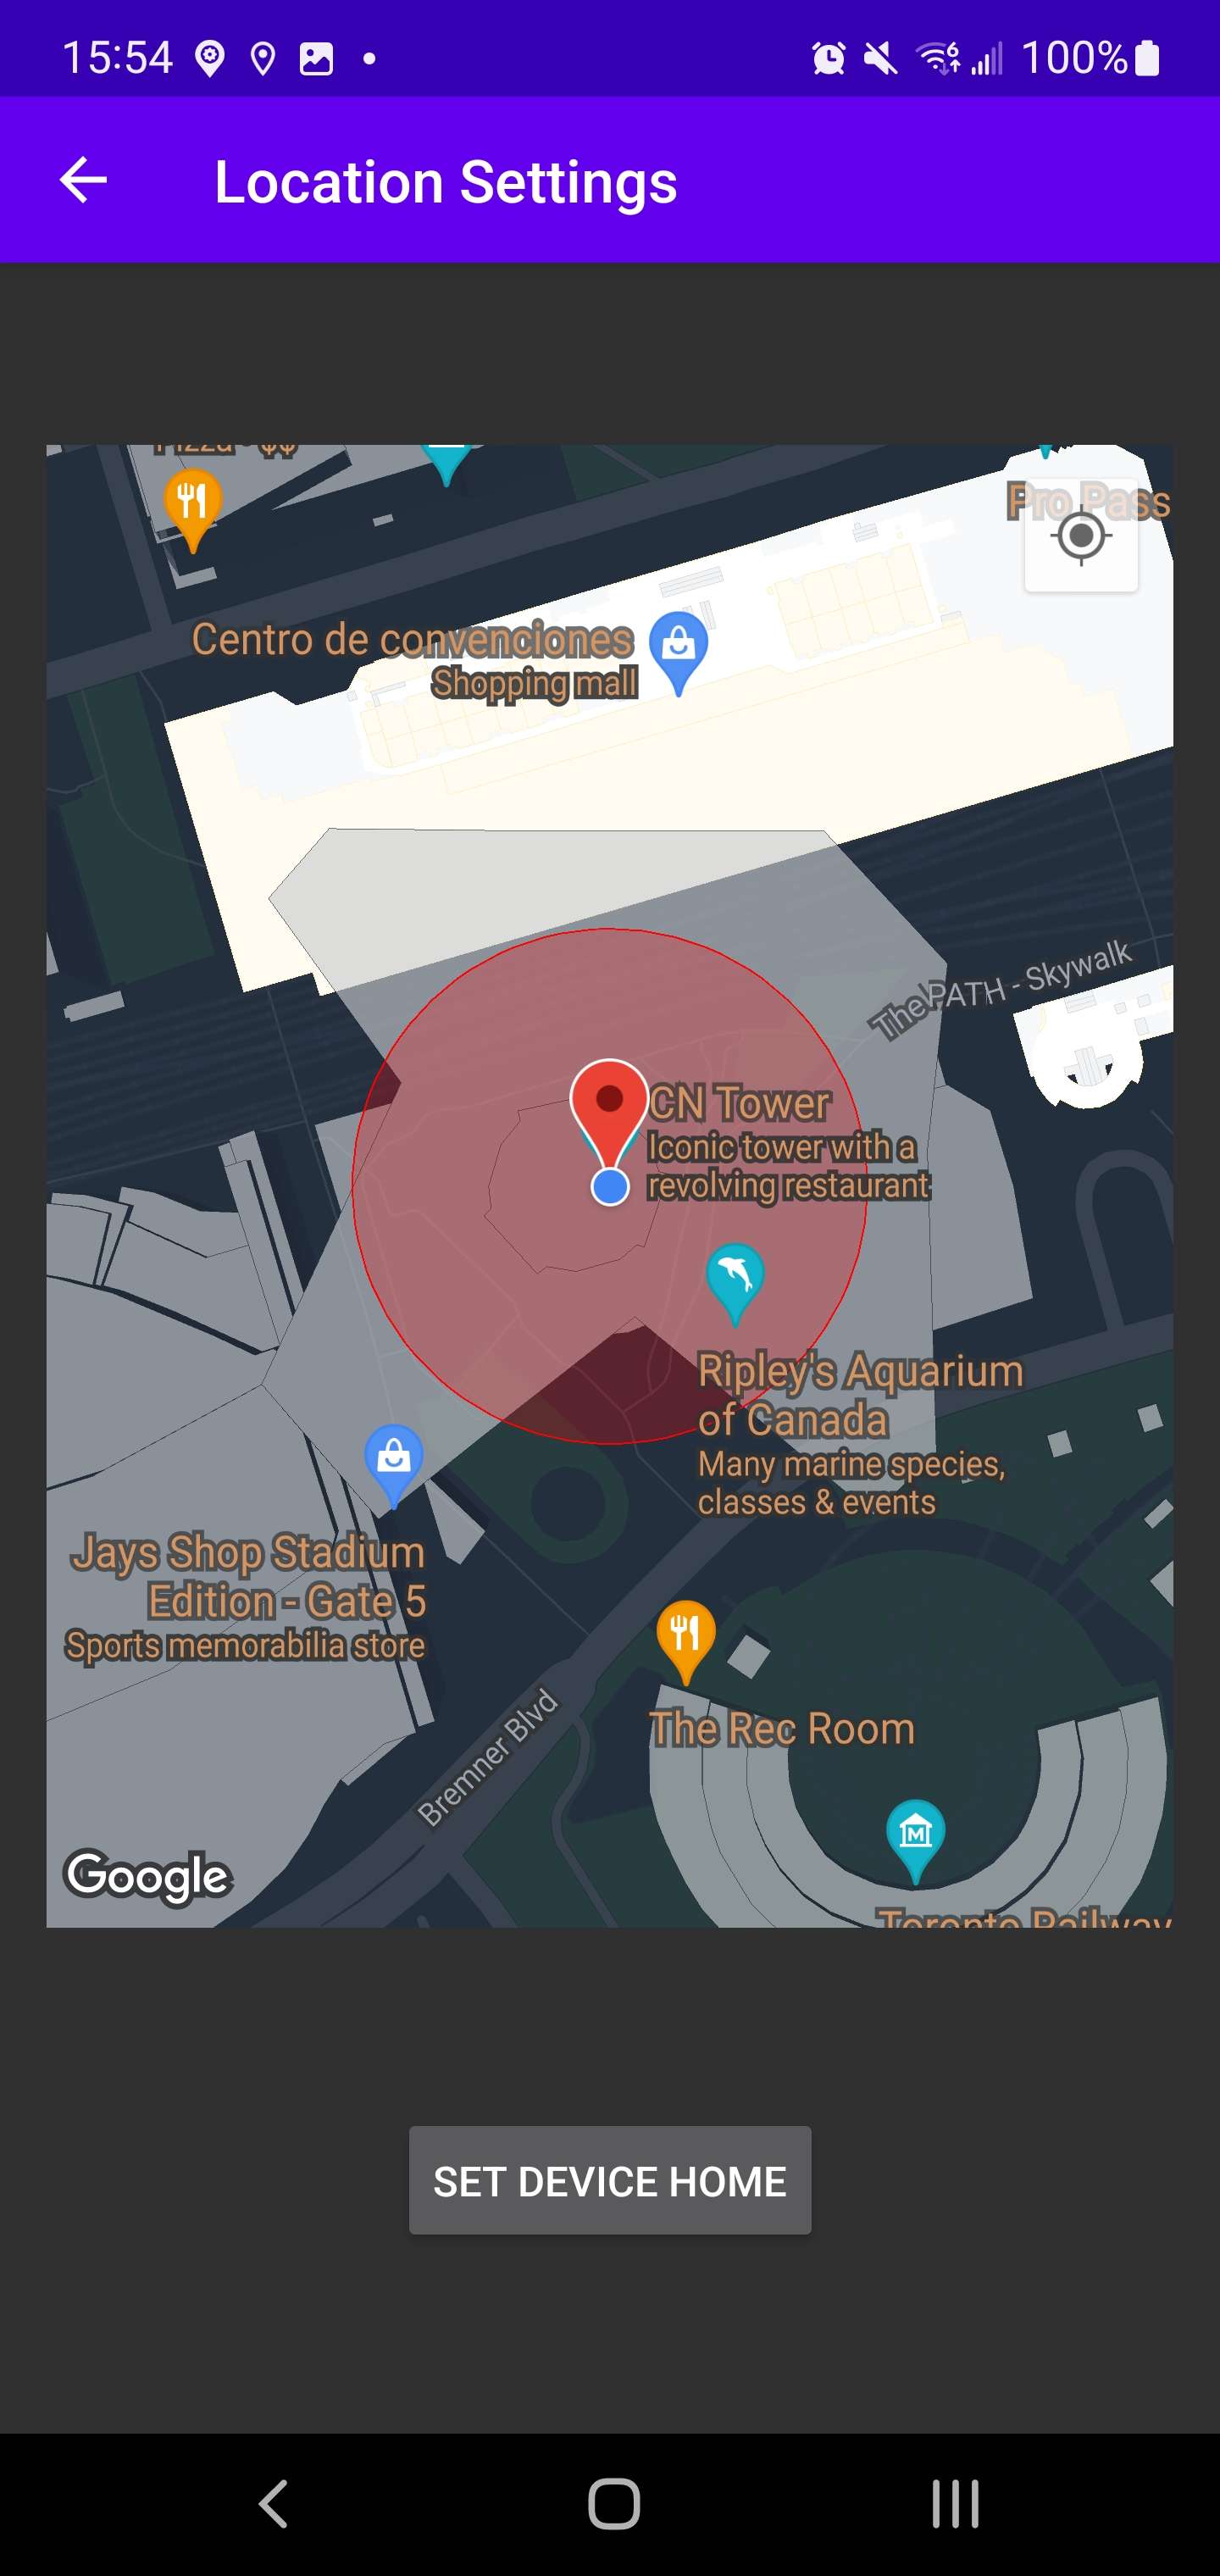 15:54
100%
Location Settings
Pizza · $$
Pro Pass
Centro de convenciones
Shopping mall
The PATH - Skywalk
CN Tower
Iconic tower with a
revolving restaurant
Ripley's Aquarium
of Canada
Many marine species,
classes & events
Jays Shop Stadium
Edition - Gate 5
Sports memorabilia store
The Rec Room
Bremner Blvd
M
Google
Toronto Railway
SET DEVICE HOME